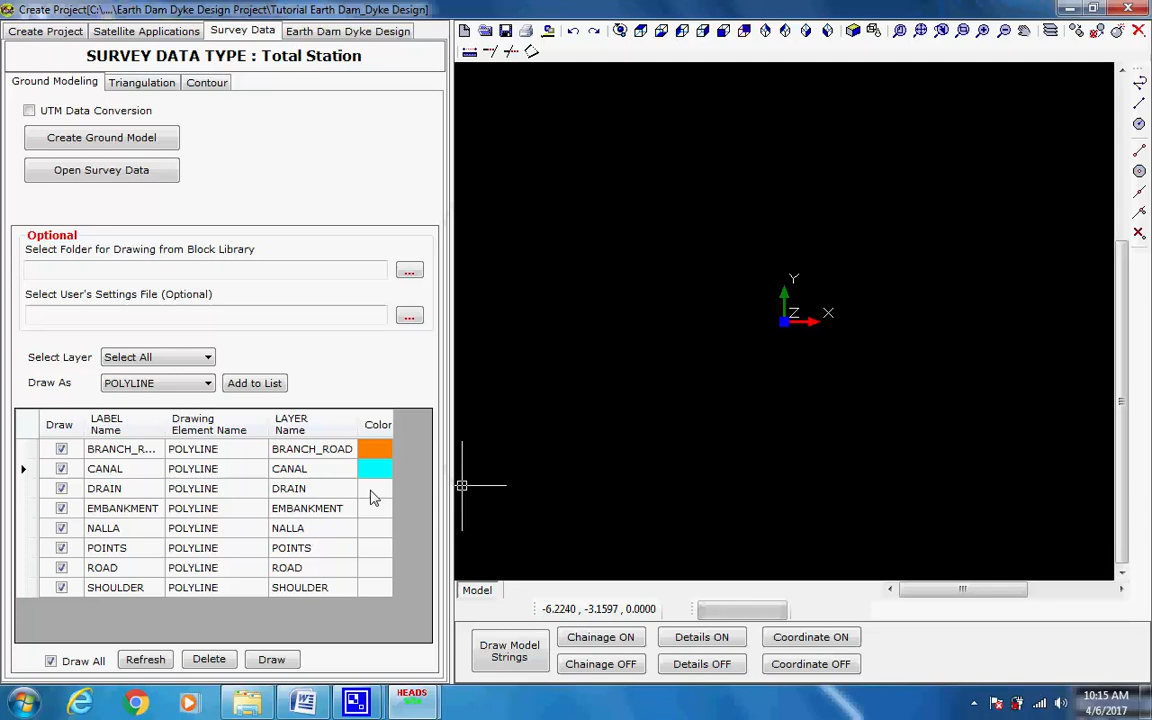 Create Project[C:\....\Earth Dam Dyke Design Project\Tutorial Earth Dam_Dyke Design]
Create Project
Satellite Applications
Survey Data
Earth Dam Dyke Design
SURVEY DATA TYPE : Total Station
Ground Modeling
Triangulation
Contour
UTM Data Conversion
Create Ground Model
Open Survey Data
Optional
Select Folder for Drawing from Block Library
...
Select User's Settings File (Optional)
...
Select Layer
Select All
Draw As
POLYLINE
Add to List
Draw
LABEL Name
Drawing Element Name
LAYER Name
Color
BRANCH_R... POLYLINE BRANCH_ROAD
CANAL POLYLINE CANAL
DRAIN POLYLINE DRAIN
EMBANKMENT POLYLINE EMBANKMENT
NALLA POLYLINE NALLA
POINTS POLYLINE POINTS
ROAD POLYLINE ROAD
SHOULDER POLYLINE SHOULDER
Draw All
Refresh
Delete
Draw
Y
Z
X
Model
-6.2240 , -3.1597 , 0.0000
Draw Model Strings
Chainage ON
Details ON
Coordinate ON
Chainage OFF
Details OFF
Coordinate OFF
HEADS
10:15 AM
4/6/2017